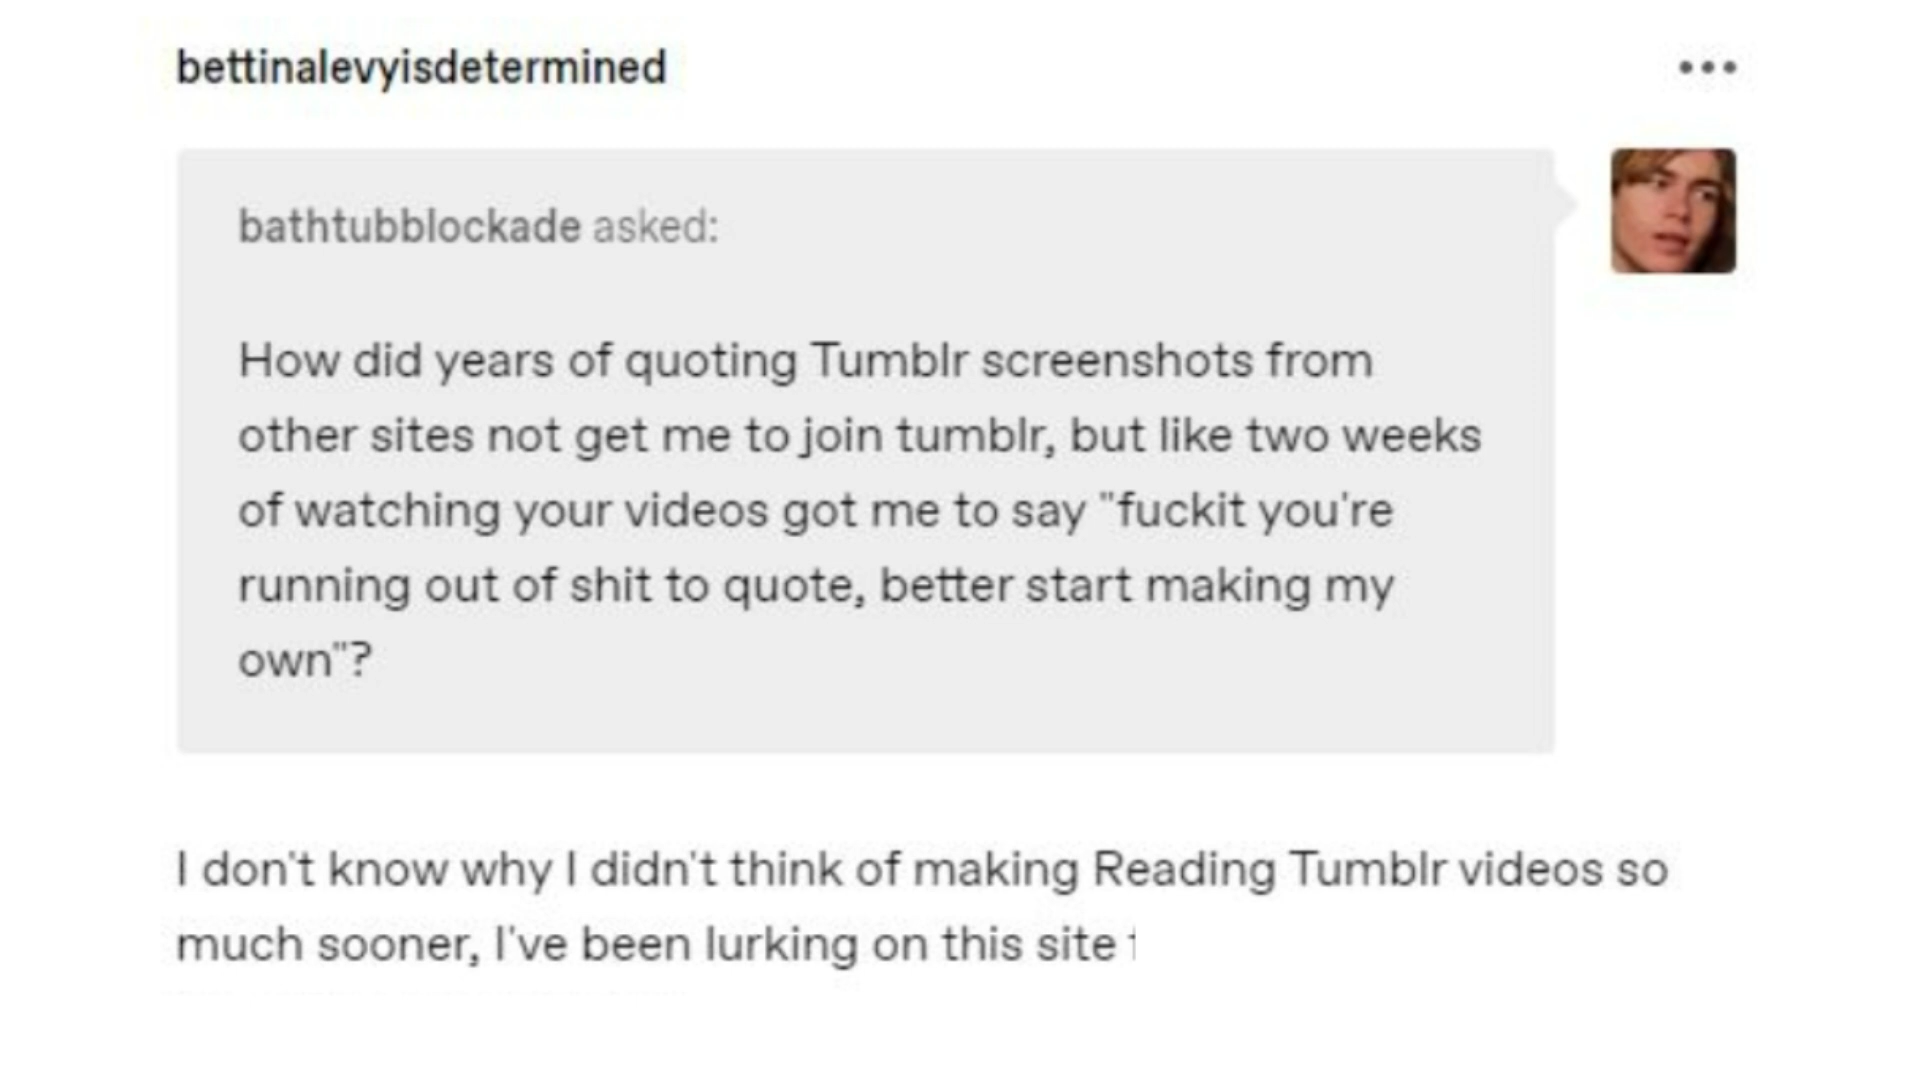 bettinalevyisdetermined
bathtubblockade asked:
How did years of quoting Tumblr screenshots from
other sites not get me to join tumblr, but like two weeks
of watching your videos got me to say "fuckit you're
running out of shit to quote, better start making my
own"?
I don't know why I didn't think of making Reading Tumblr videos so
much sooner, I've been lurking on this site